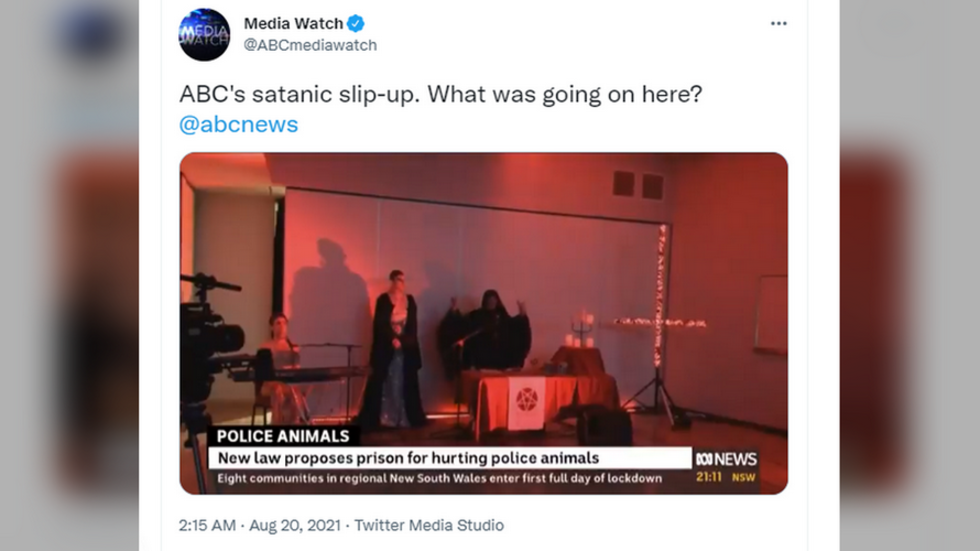 MEDIA
WATCH
Media Watch
@ABCmediawatch
ABC's satanic slip-up. What was going on here?
@abcnews
POLICE ANIMALS
New law proposes prison for hurting police animals
NEWS
Eight communities in regional New South Wales enter first full day of lockdown
21:11 NSW
2:15 AM · Aug 20, 2021 · Twitter Media Studio